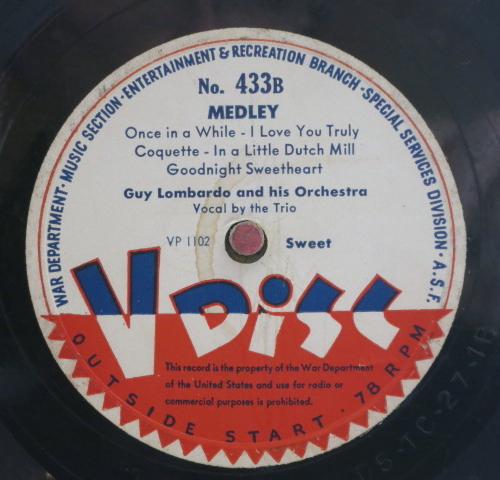 WAR DEPARTMENT·MUSIC SECTION·ENTERTAINMENT & RECREATION BRANCH·SPECIAL SERVICES DIVISION·A.S.F.
No. 433B
MEDLEY
Once in a While - I Love You Truly
Coquette - In a Little Dutch Mill
Goodnight Sweetheart
Guy Lombardo and his Orchestra
Vocal by the Trio
VP 1102 Sweet
V DiSC
This record is the property of the War Department
of the United States and use for radio or
commercial purposes is prohibited.
OUTSIDE START · 78 RPM